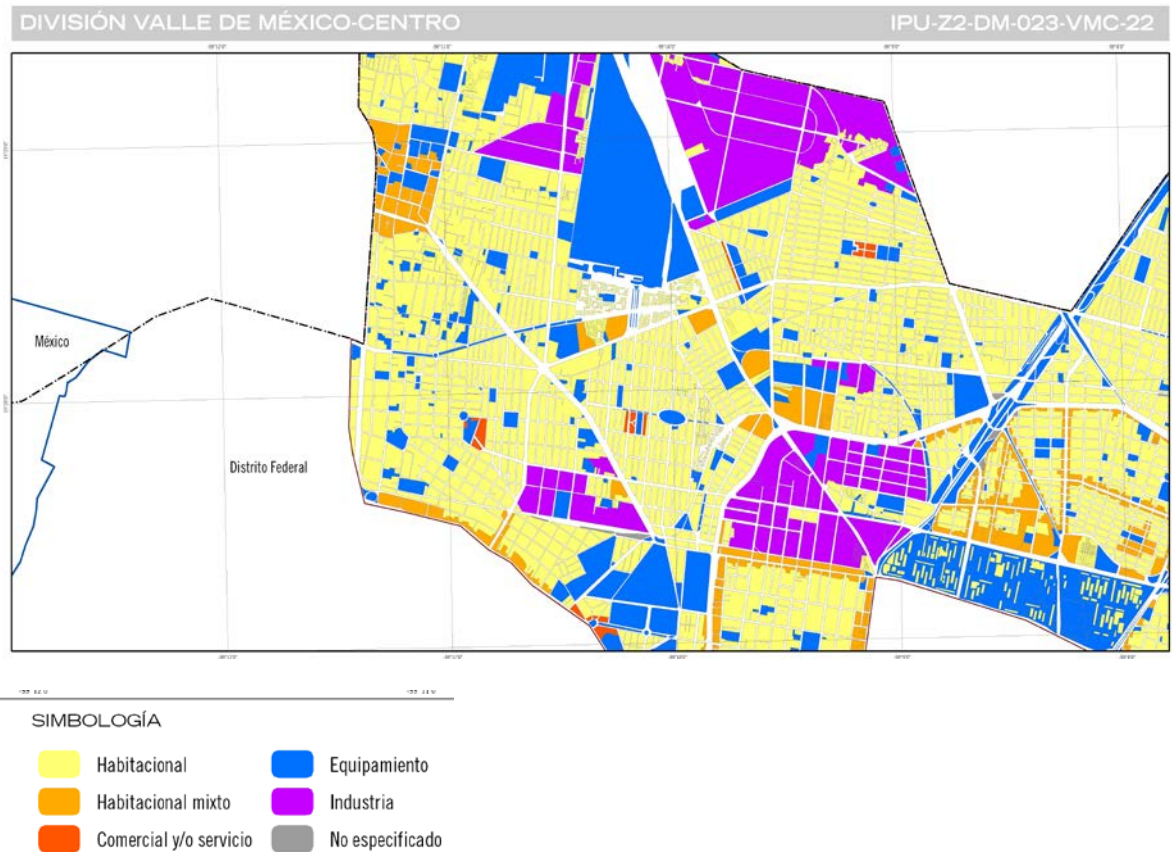 DIVISIÓN VALLE DE MÉXICO-CENTRO
IPU-Z2-DM-023-VMC-22
México
Distrito Federal
SIMBOLOGÍA
Habitacional
Equipamiento
Habitacional mixto
Industria
Comercial y/o servicio
No especificado